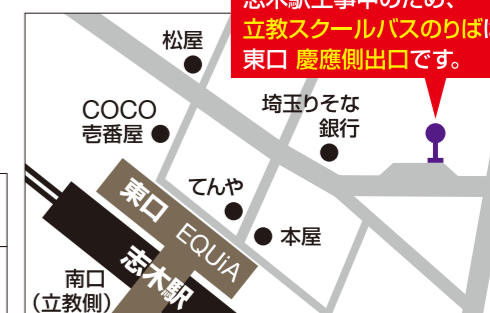 志木駅工事中のため、
立教スクールバスのりばは
東口 慶應側出口です。
松屋
COCO
壱番屋
埼玉りそな
銀行
てんや
本屋
東口 EQUiA
志木駅
南口
（立教側）